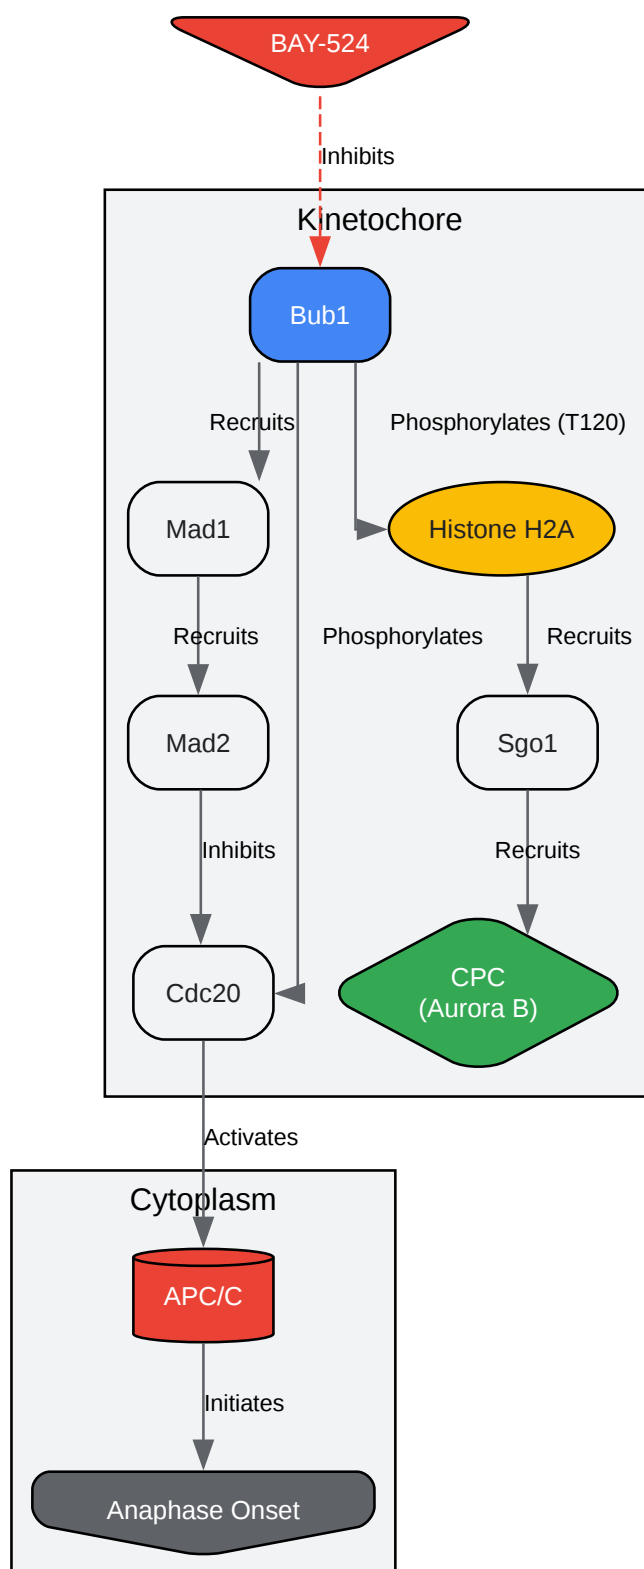 BAY-524
Inhibits
Kinetochore
Bub1
Recruits
Phosphorylates (T120)
Mad1
Histone H2A
Recruits
Phosphorylates
Recruits
Mad2
Sgo1
Inhibits
Recruits
Cdc20
CPC
(Aurora B)
Activates
Cytoplasm
APC/C
Initiates
Anaphase Onset